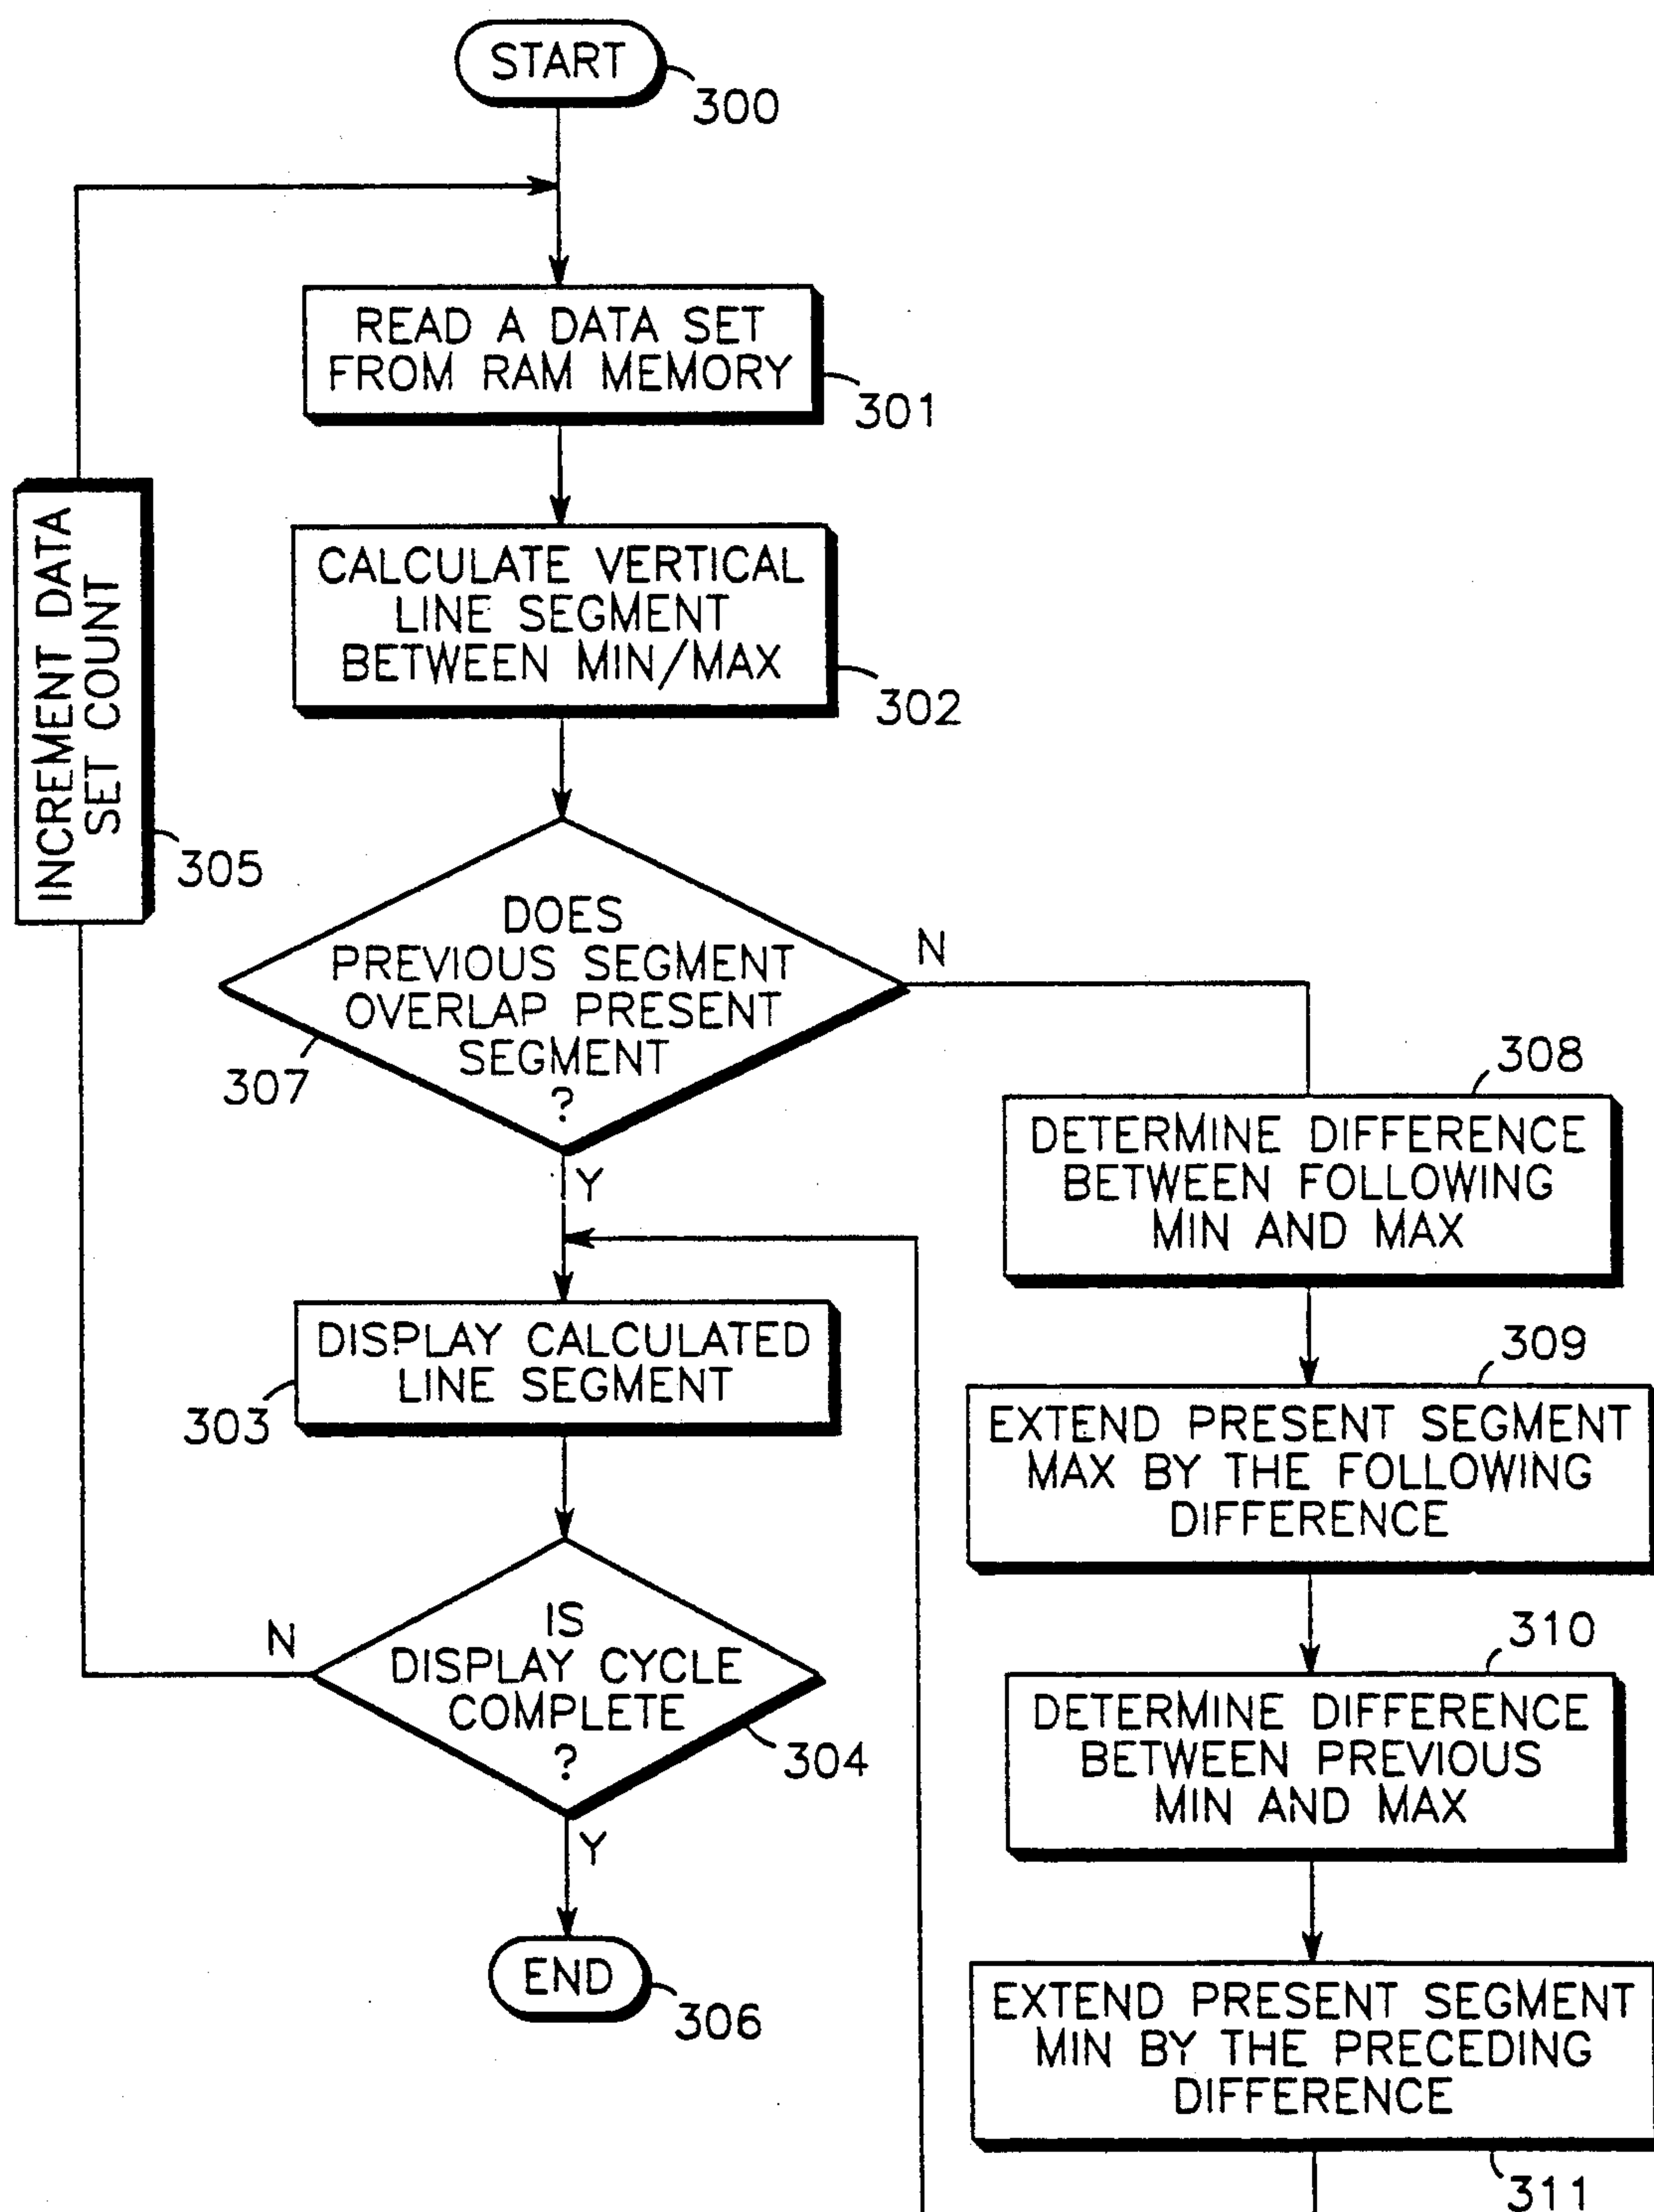 START
300
READ A DATA SET
FROM RAM MEMORY
301
CALCULATE VERTICAL
LINE SEGMENT
BETWEEN MIN/MAX
302
INCREMENT DATA
SET COUNT
305
DOES
PREVIOUS SEGMENT
OVERLAP PRESENT
SEGMENT
?
307
N
Y
308
DETERMINE DIFFERENCE
BETWEEN FOLLOWING
MIN AND MAX
DISPLAY CALCULATED
LINE SEGMENT
303
309
EXTEND PRESENT SEGMENT
MAX BY THE FOLLOWING
DIFFERENCE
IS
DISPLAY CYCLE
COMPLETE
?
304
N
Y
310
DETERMINE DIFFERENCE
BETWEEN PREVIOUS
MIN AND MAX
END
306
EXTEND PRESENT SEGMENT
MIN BY THE PRECEDING
DIFFERENCE
311